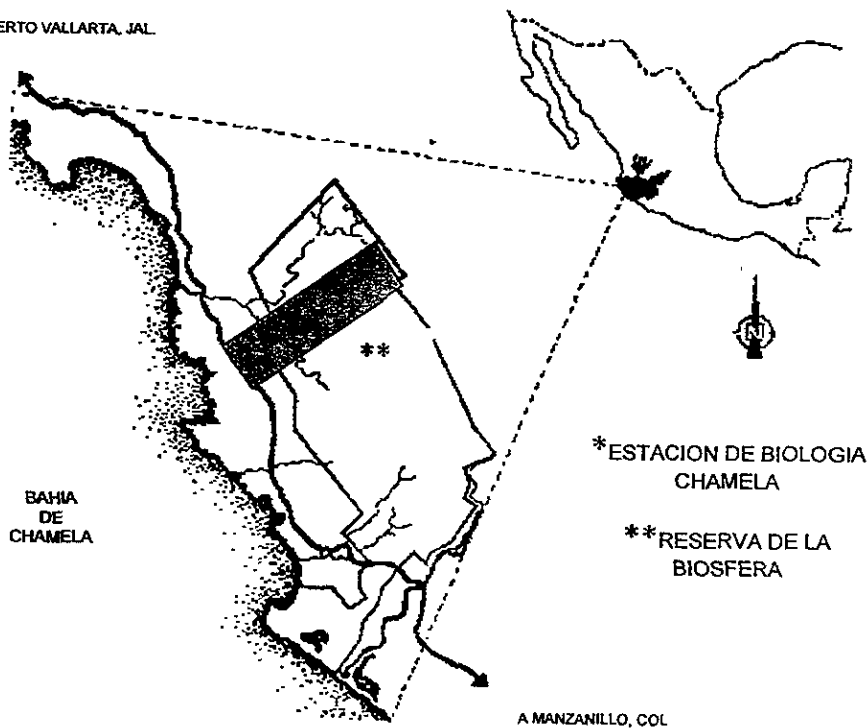 ERTO VALLARTA, JAL.
N
**
*ESTACION DE BIOLOGIA
CHAMELA
**RESERVA DE LA
BIOSFERA
BAHIA
DE
CHAMELA
A MANZANILLO, COL